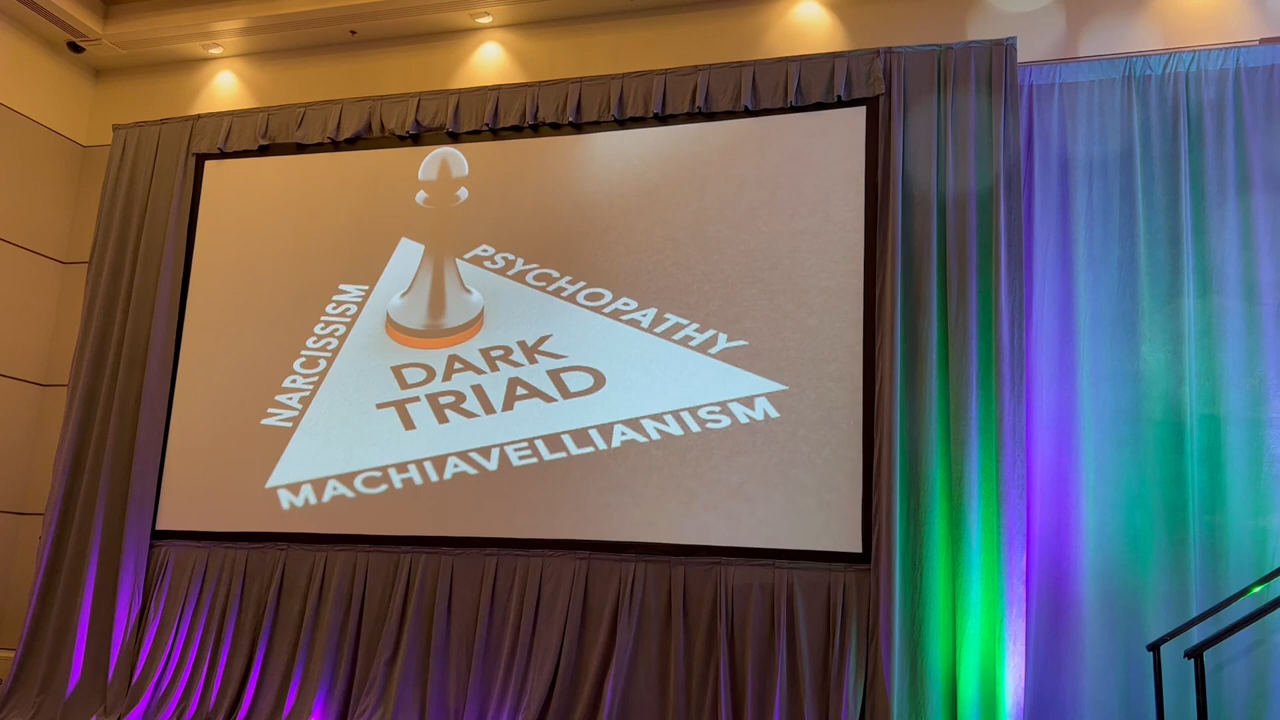 NARCISSISM
PSYCHOPATHY
DARK
TRIAD
MACHIAVELLIANISM